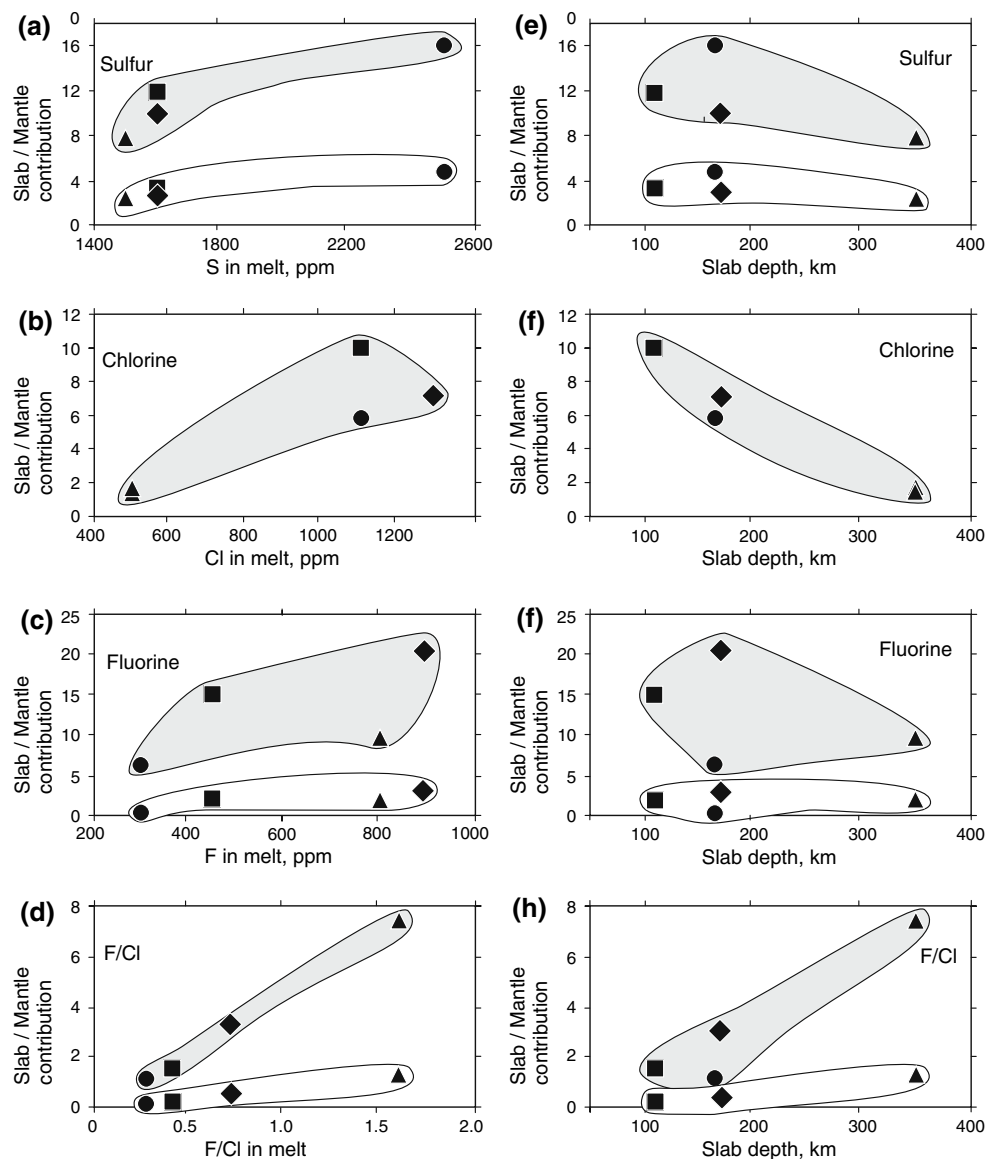 (a)
0
16
12
8
4
0
Sulfur
Slab / Mantle
contribution
1400 1800 2200 2600
S in melt, ppm
(e)
0
16
12
8
4
0
Sulfur
Slab / Mantle
contribution
100 200 300 400
Slab depth, km
(b)
12
10
8
6
4
2
0
Chlorine
Slab / Mantle
contribution
400 600 800 1000 1200
Cl in melt, ppm
(f)
12
10
8
6
4
2
0
Chlorine
Slab / Mantle
contribution
100 200 300 400
Slab depth, km
(c)
25
20
15
10
5
0
Fluorine
Slab / Mantle
contribution
200 400 600 800 1000
F in melt, ppm
(f)
25
20
15
10
5
0
Fluorine
Slab / Mantle
contribution
100 200 300 400
Slab depth, km
(d)
8
6
4
2
0
F/Cl
Slab / Mantle
contribution
0.0 0.5 1.0 1.5 2.0
F/Cl in melt
(h)
8
6
4
2
0
F/Cl
Slab / Mantle
contribution
100 200 300 400
Slab depth, km